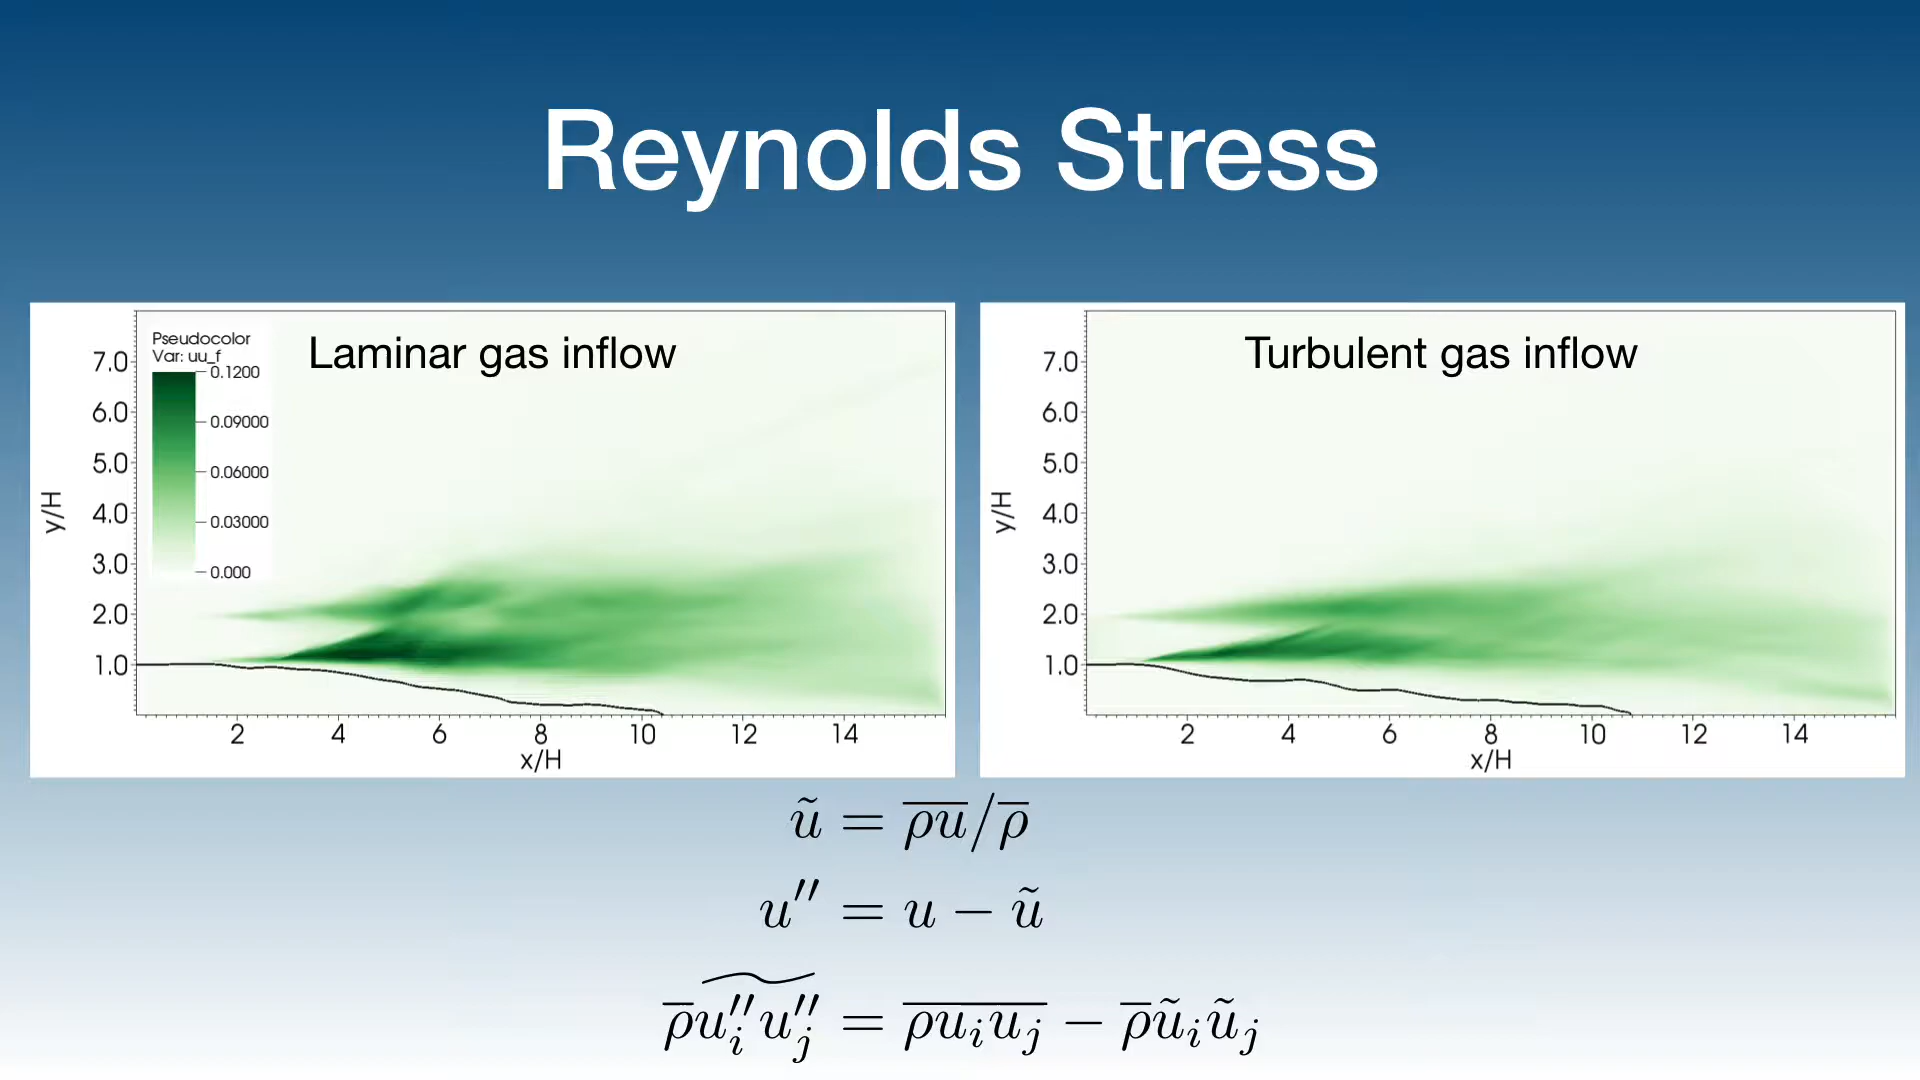 Reynolds Stress
Pseudocolor
Var: uu_f
0.1200
0.09000
0.06000
0.03000
0.000
Laminar gas inflow
7.0
6.0
5.0
4.0
3.0
2.0
1.0
y/H
2 4 6 8 10 12 14
x/H
Turbulent gas inflow
7.0
6.0
5.0
4.0
3.0
2.0
1.0
y/H
2 4 6 8 10 12 14
x/H
ũ = \overline{ρu}/\overline{ρ}
u″ = u − ũ
\overline{ρ}\widetilde{u″_i u″_j} = \overline{ρu_iu_j} − \overline{ρ}ũ_iũ_j